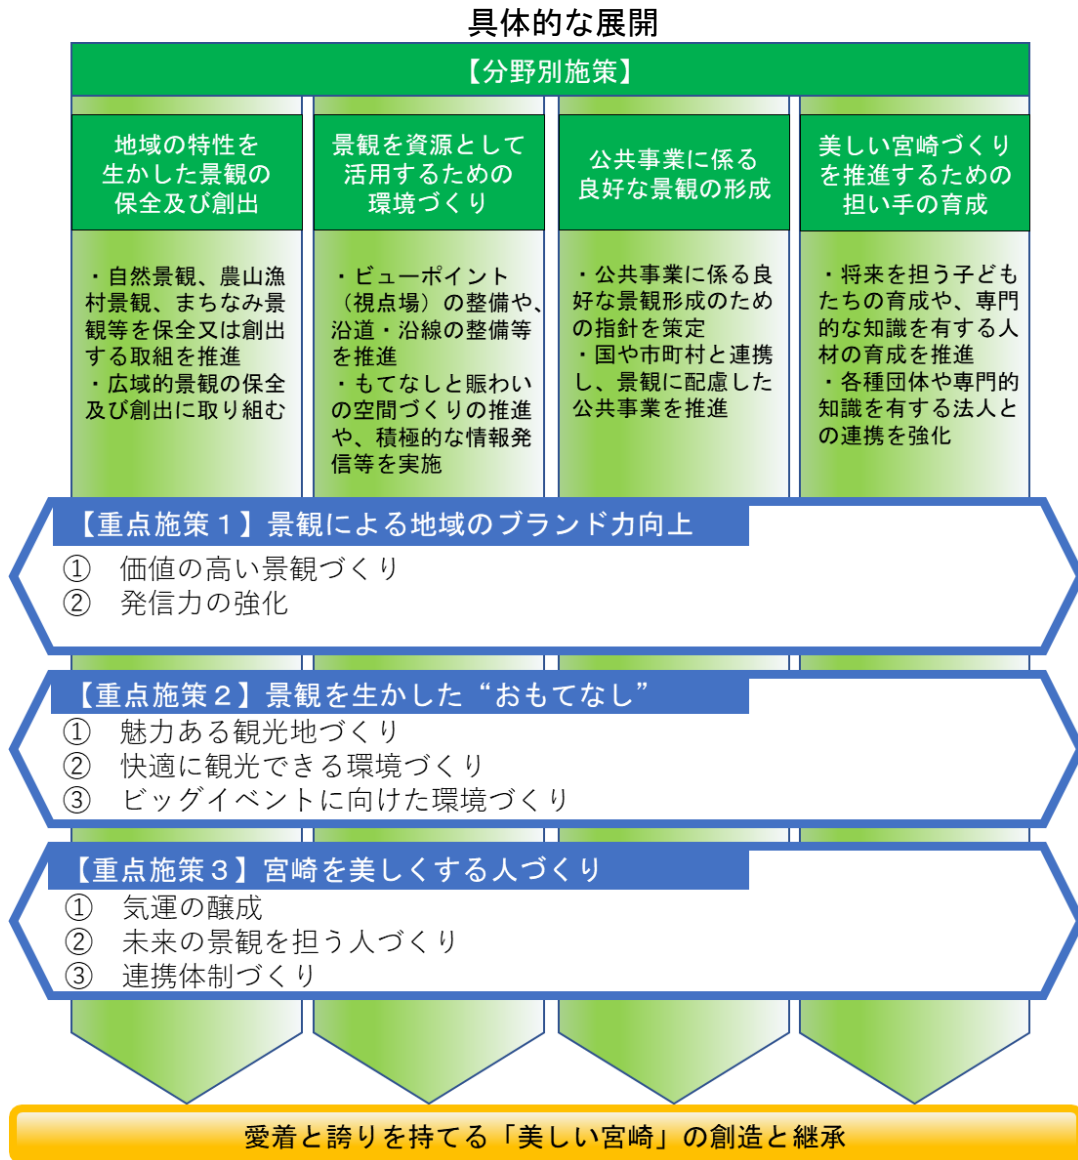 具体的な展開
【分野別施策】
地域の特性を
生かした景観の
保全及び創出
・自然景観、農山漁
村景観、まちなみ景
観等を保全又は創出
する取組を推進
・広域的景観の保全
及び創出に取り組む
景観を資源として
活用するための
環境づくり
・ビューポイント
（視点場）の整備や、
沿道・沿線の整備等
を推進
・もてなしと賑わい
の空間づくりの推進
や、積極的な情報発
信等を実施
公共事業に係る
良好な景観の形成
・公共事業に係る良
好な景観形成のため
の指針を策定
・国や市町村と連携
し、景観に配慮した
公共事業を推進
美しい宮崎づくり
を推進するための
担い手の育成
・将来を担う子ども
たちの育成や、専門
的な知識を有する人
材の育成を推進
・各種団体や専門的
知識を有する法人と
の連携を強化
【重点施策１】景観による地域のブランド力向上
① 価値の高い景観づくり
② 発信力の強化
【重点施策２】景観を生かした“おもてなし”
① 魅力ある観光地づくり
② 快適に観光できる環境づくり
③ ビッグイベントに向けた環境づくり
【重点施策３】宮崎を美しくする人づくり
① 気運の醸成
② 未来の景観を担う人づくり
③ 連携体制づくり
愛着と誇りを持てる「美しい宮崎」の創造と継承